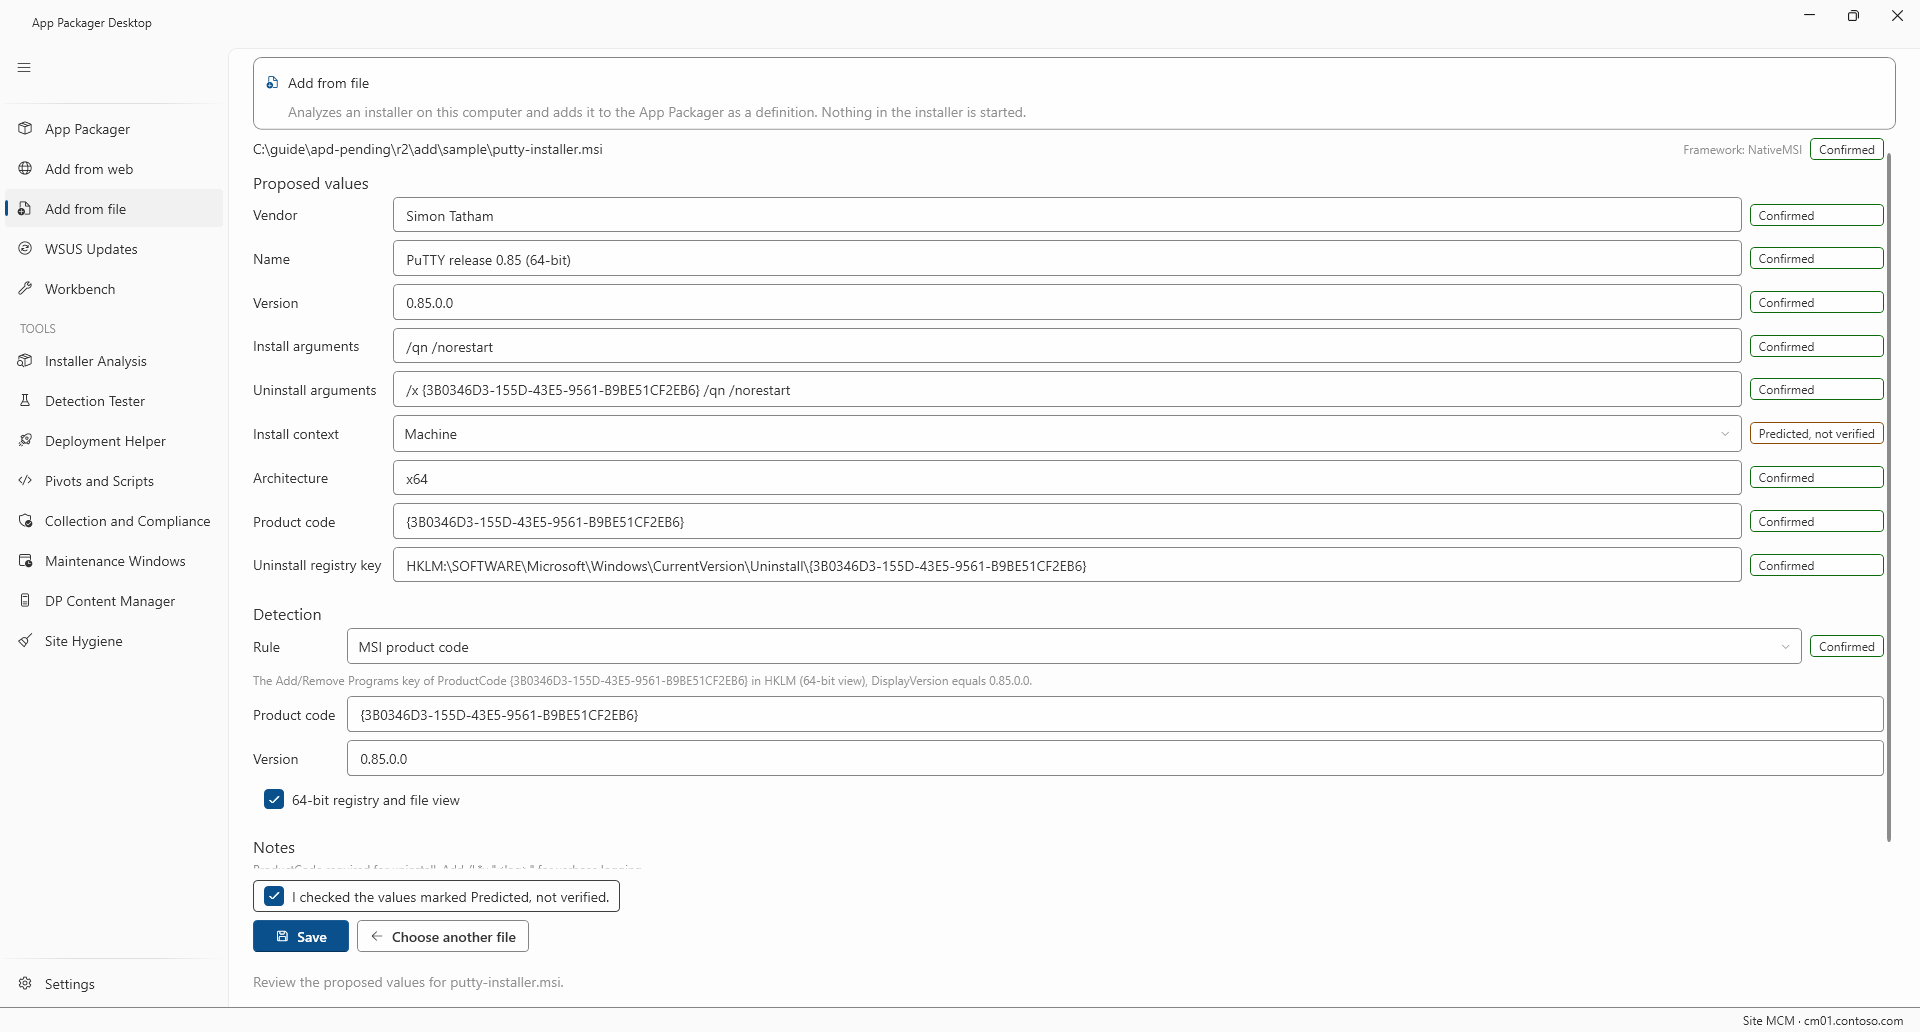 App Packager Desktop
App Packager
Add from web
Add from file
WSUS Updates
Workbench
TOOLS
Installer Analysis
Detection Tester
Deployment Helper
Pivots and Scripts
Collection and Compliance
Maintenance Windows
DP Content Manager
Site Hygiene
Settings
Add from file
Analyzes an installer on this computer and adds it to the App Packager as a definition. Nothing in the installer is started.
C:\guide\apd-pending\r2\add\sample\putty-installer.msi Framework: NativeMSI Confirmed
Proposed values
Vendor Simon Tatham Confirmed
Name PuTTY release 0.85 (64-bit) Confirmed
Version 0.85.0.0 Confirmed
Install arguments /qn /norestart Confirmed
Uninstall arguments /x {3B0346D3-155D-43E5-9561-B9BE51CF2EB6} /qn /norestart Confirmed
Install context Machine Predicted, not verified
Architecture x64 Confirmed
Product code {3B0346D3-155D-43E5-9561-B9BE51CF2EB6} Confirmed
Uninstall registry key HKLM:\SOFTWARE\Microsoft\Windows\CurrentVersion\Uninstall\{3B0346D3-155D-43E5-9561-B9BE51CF2EB6} Confirmed
Detection
Rule MSI product code Confirmed
The Add/Remove Programs key of ProductCode {3B0346D3-155D-43E5-9561-B9BE51CF2EB6} in HKLM (64-bit view), DisplayVersion equals 0.85.0.0.
Product code {3B0346D3-155D-43E5-9561-B9BE51CF2EB6}
Version 0.85.0.0
64-bit registry and file view
Notes
I checked the values marked Predicted, not verified.
Save Choose another file
Review the proposed values for putty-installer.msi.
Site MCM · cm01.contoso.com